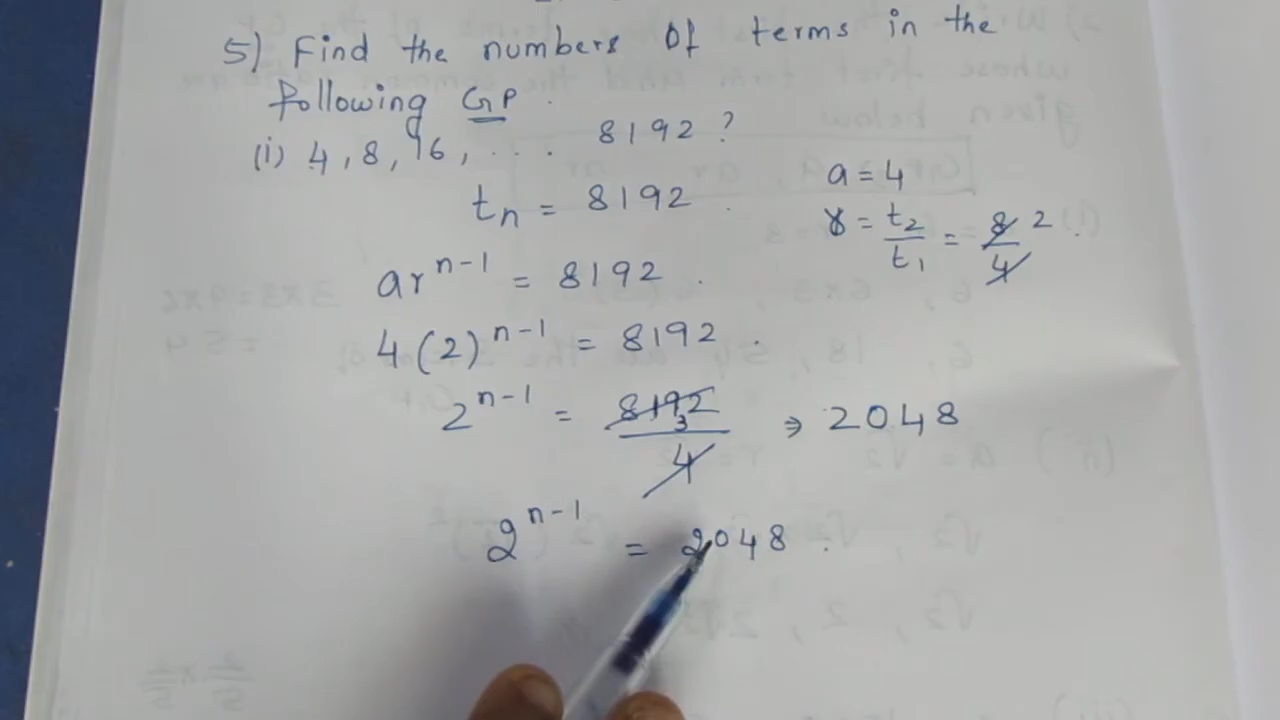 5) Find the numbers of terms in the
following GP.
(i) 4, 8, 16, ... 8192 ?
tn = 8192.
a = 4
r = t2/t1 = 8/4 2.
ar^n-1 = 8192.
4(2)^n-1 = 8192.
2^n-1 = 8192/4 ⇒ 2048
2^n-1 = 2048.